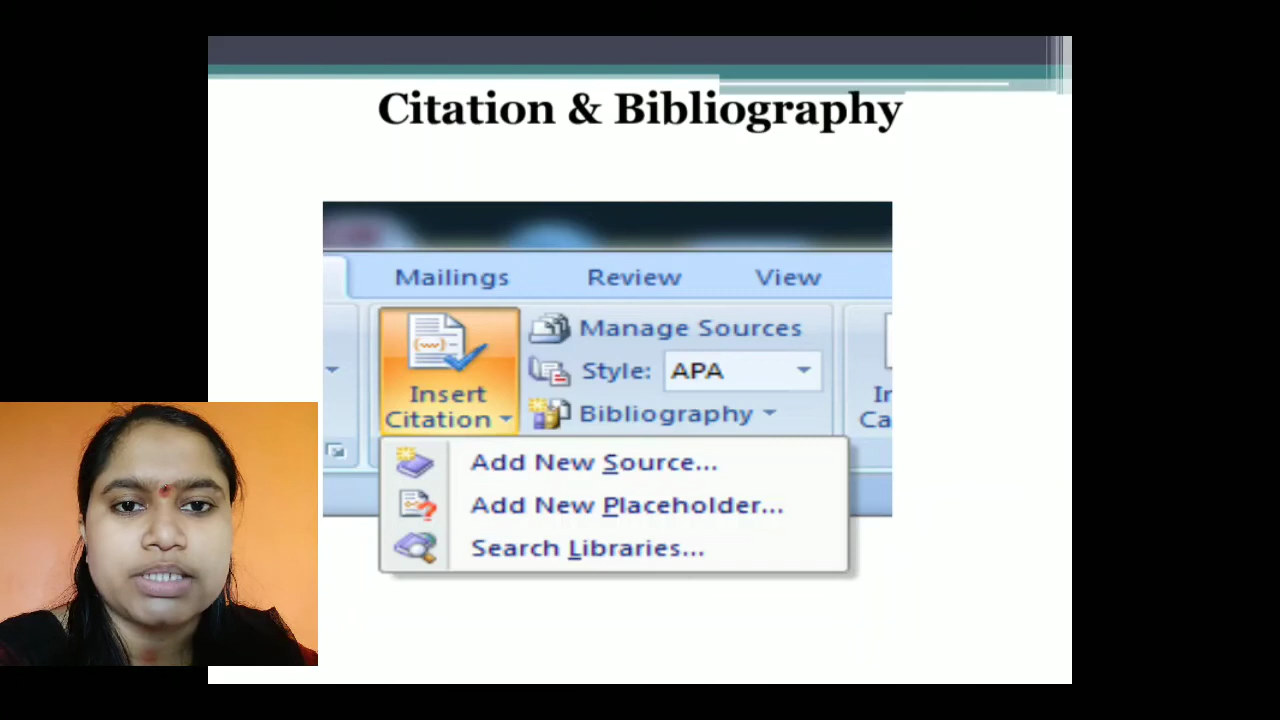 Citation & Bibliography
Mailings Review View
Insert
Citation
Manage Sources
Style: APA
Bibliography
Add New Source...
Add New Placeholder...
Search Libraries...